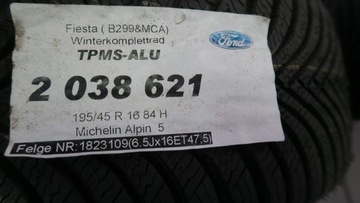 Fiesta ( B299&MCA)
Winterkomplettrad
TPMS-ALU
Ford
2 038 621
195/45 R 16 84 H
Michelin Alpin 5
Felge NR:1823109(6.5Jx16ET47,5)